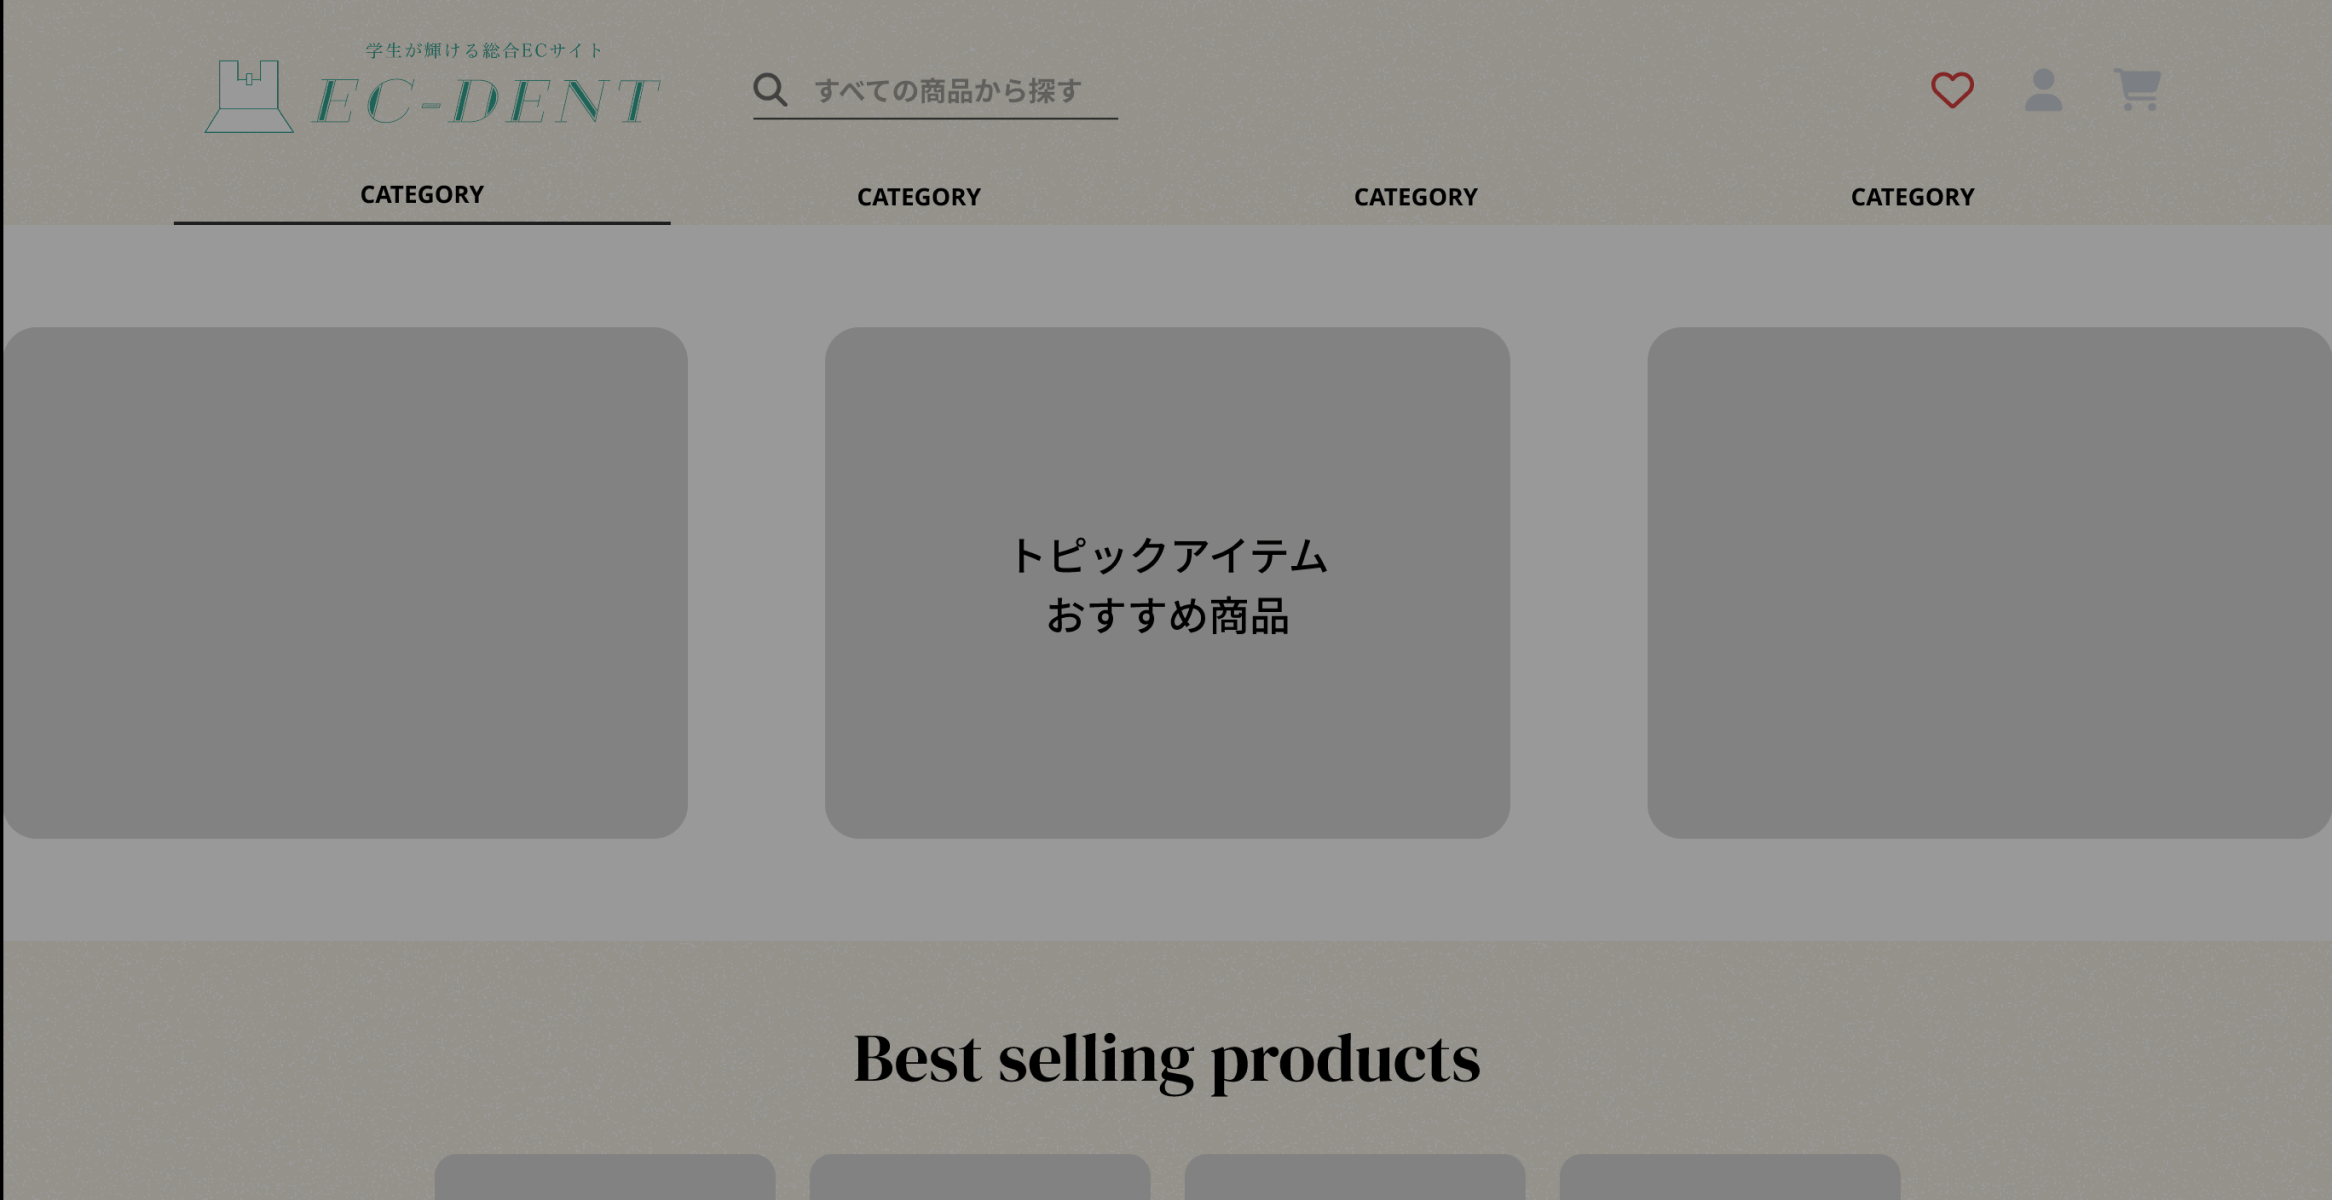 学生が輝ける総合ECサイト
EC-DENT
すべての商品から探す
CATEGORY
CATEGORY
CATEGORY
CATEGORY
トピックアイテム
おすすめ商品
Best selling products